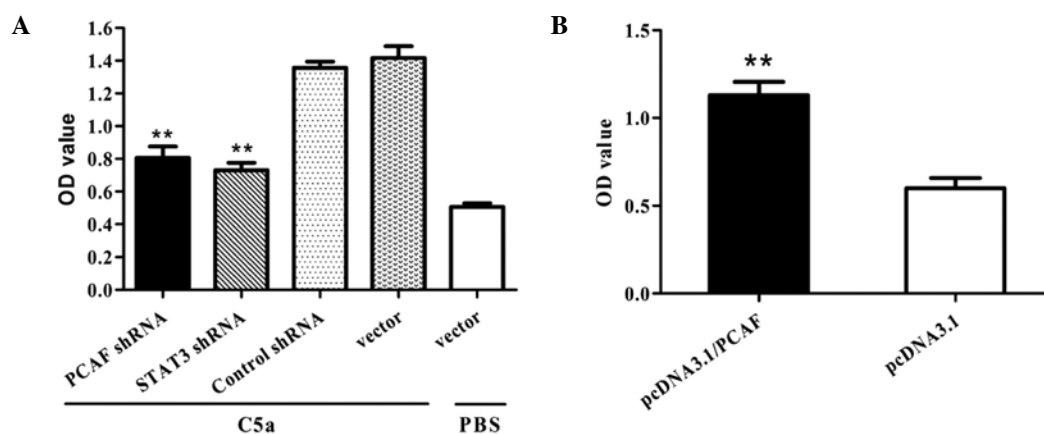 A
OD value
1.6
1.4
1.2
1.0
0.8
0.6
0.4
0.2
0.0
**
**
PCAF shRNA
STAT3 shRNA
Control shRNA
vector
vector
C5a
PBS
B
OD value
1.5
1.0
0.5
0.0
**
pcDNA3.1/PCAF
pcDNA3.1